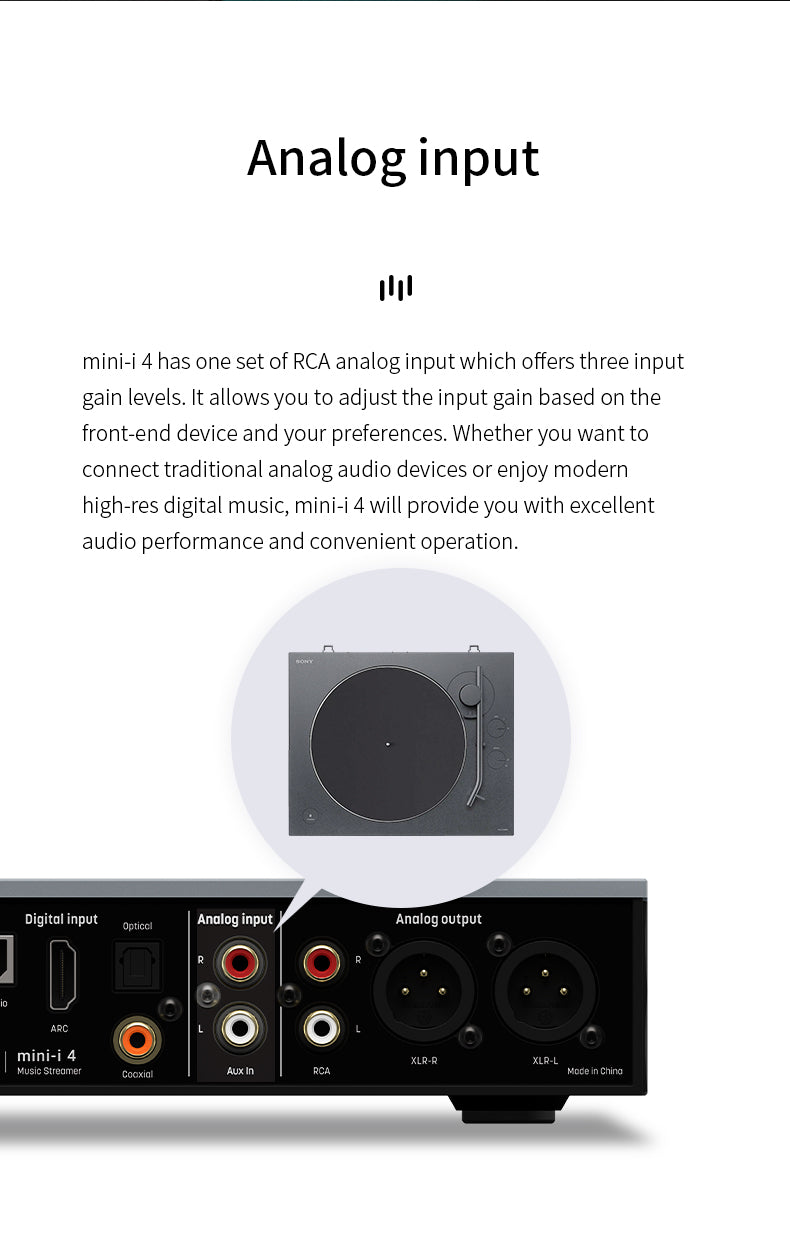 Analog input
mini-i 4 has one set of RCA analog input which offers three input
gain levels. It allows you to adjust the input gain based on the
front-end device and your preferences. Whether you want to
connect traditional analog audio devices or enjoy modern
high-res digital music, mini-i 4 will provide you with excellent
audio performance and convenient operation.
SONY
Digital input
Optical
Analog input
Analog output
R
R
io
L
L
ARC
XLR-R
XLR-L
mini-i 4
Music Streamer
Coaxial
Aux In
RCA
Made in China